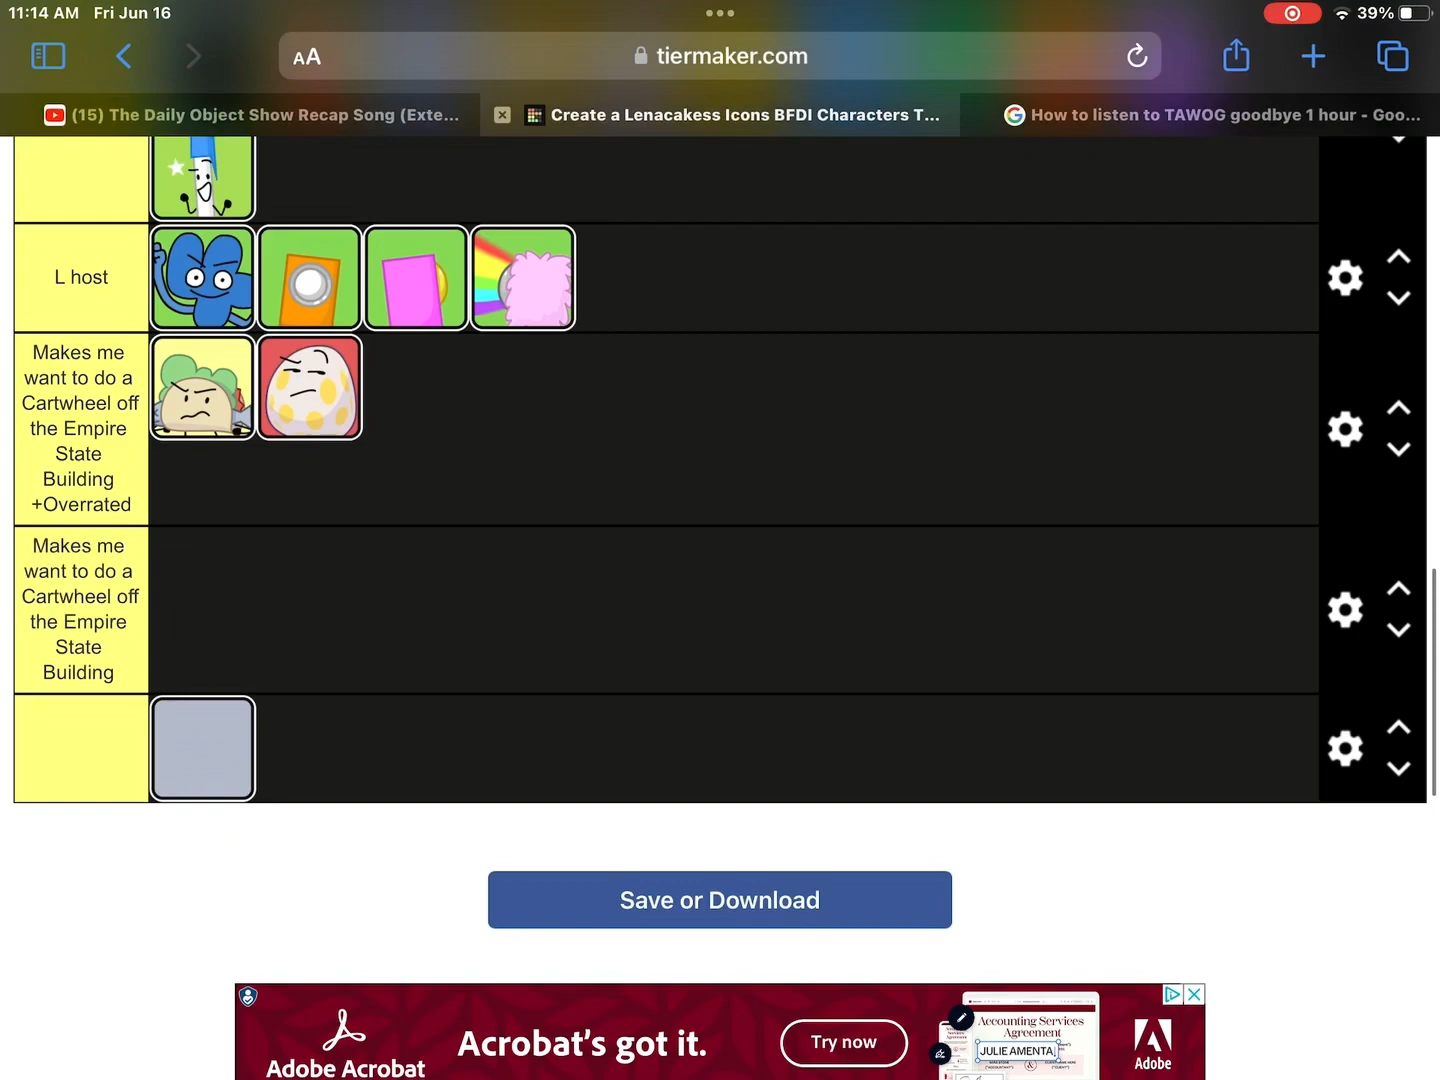 11:14 AM Fri Jun 16
39%
AA
tiermaker.com
(15) The Daily Object Show Recap Song (Exte...
Create a Lenacakess Icons BFDI Characters T...
How to listen to TAWOG goodbye 1 hour - Goo...
L host
Makes me
want to do a
Cartwheel off
the Empire
State
Building
+Overrated
Makes me
want to do a
Cartwheel off
the Empire
State
Building
Save or Download
Adobe Acrobat
Acrobat's got it.
Try now
Accounting Services
Agreement
JULIE AMENTA
Adobe